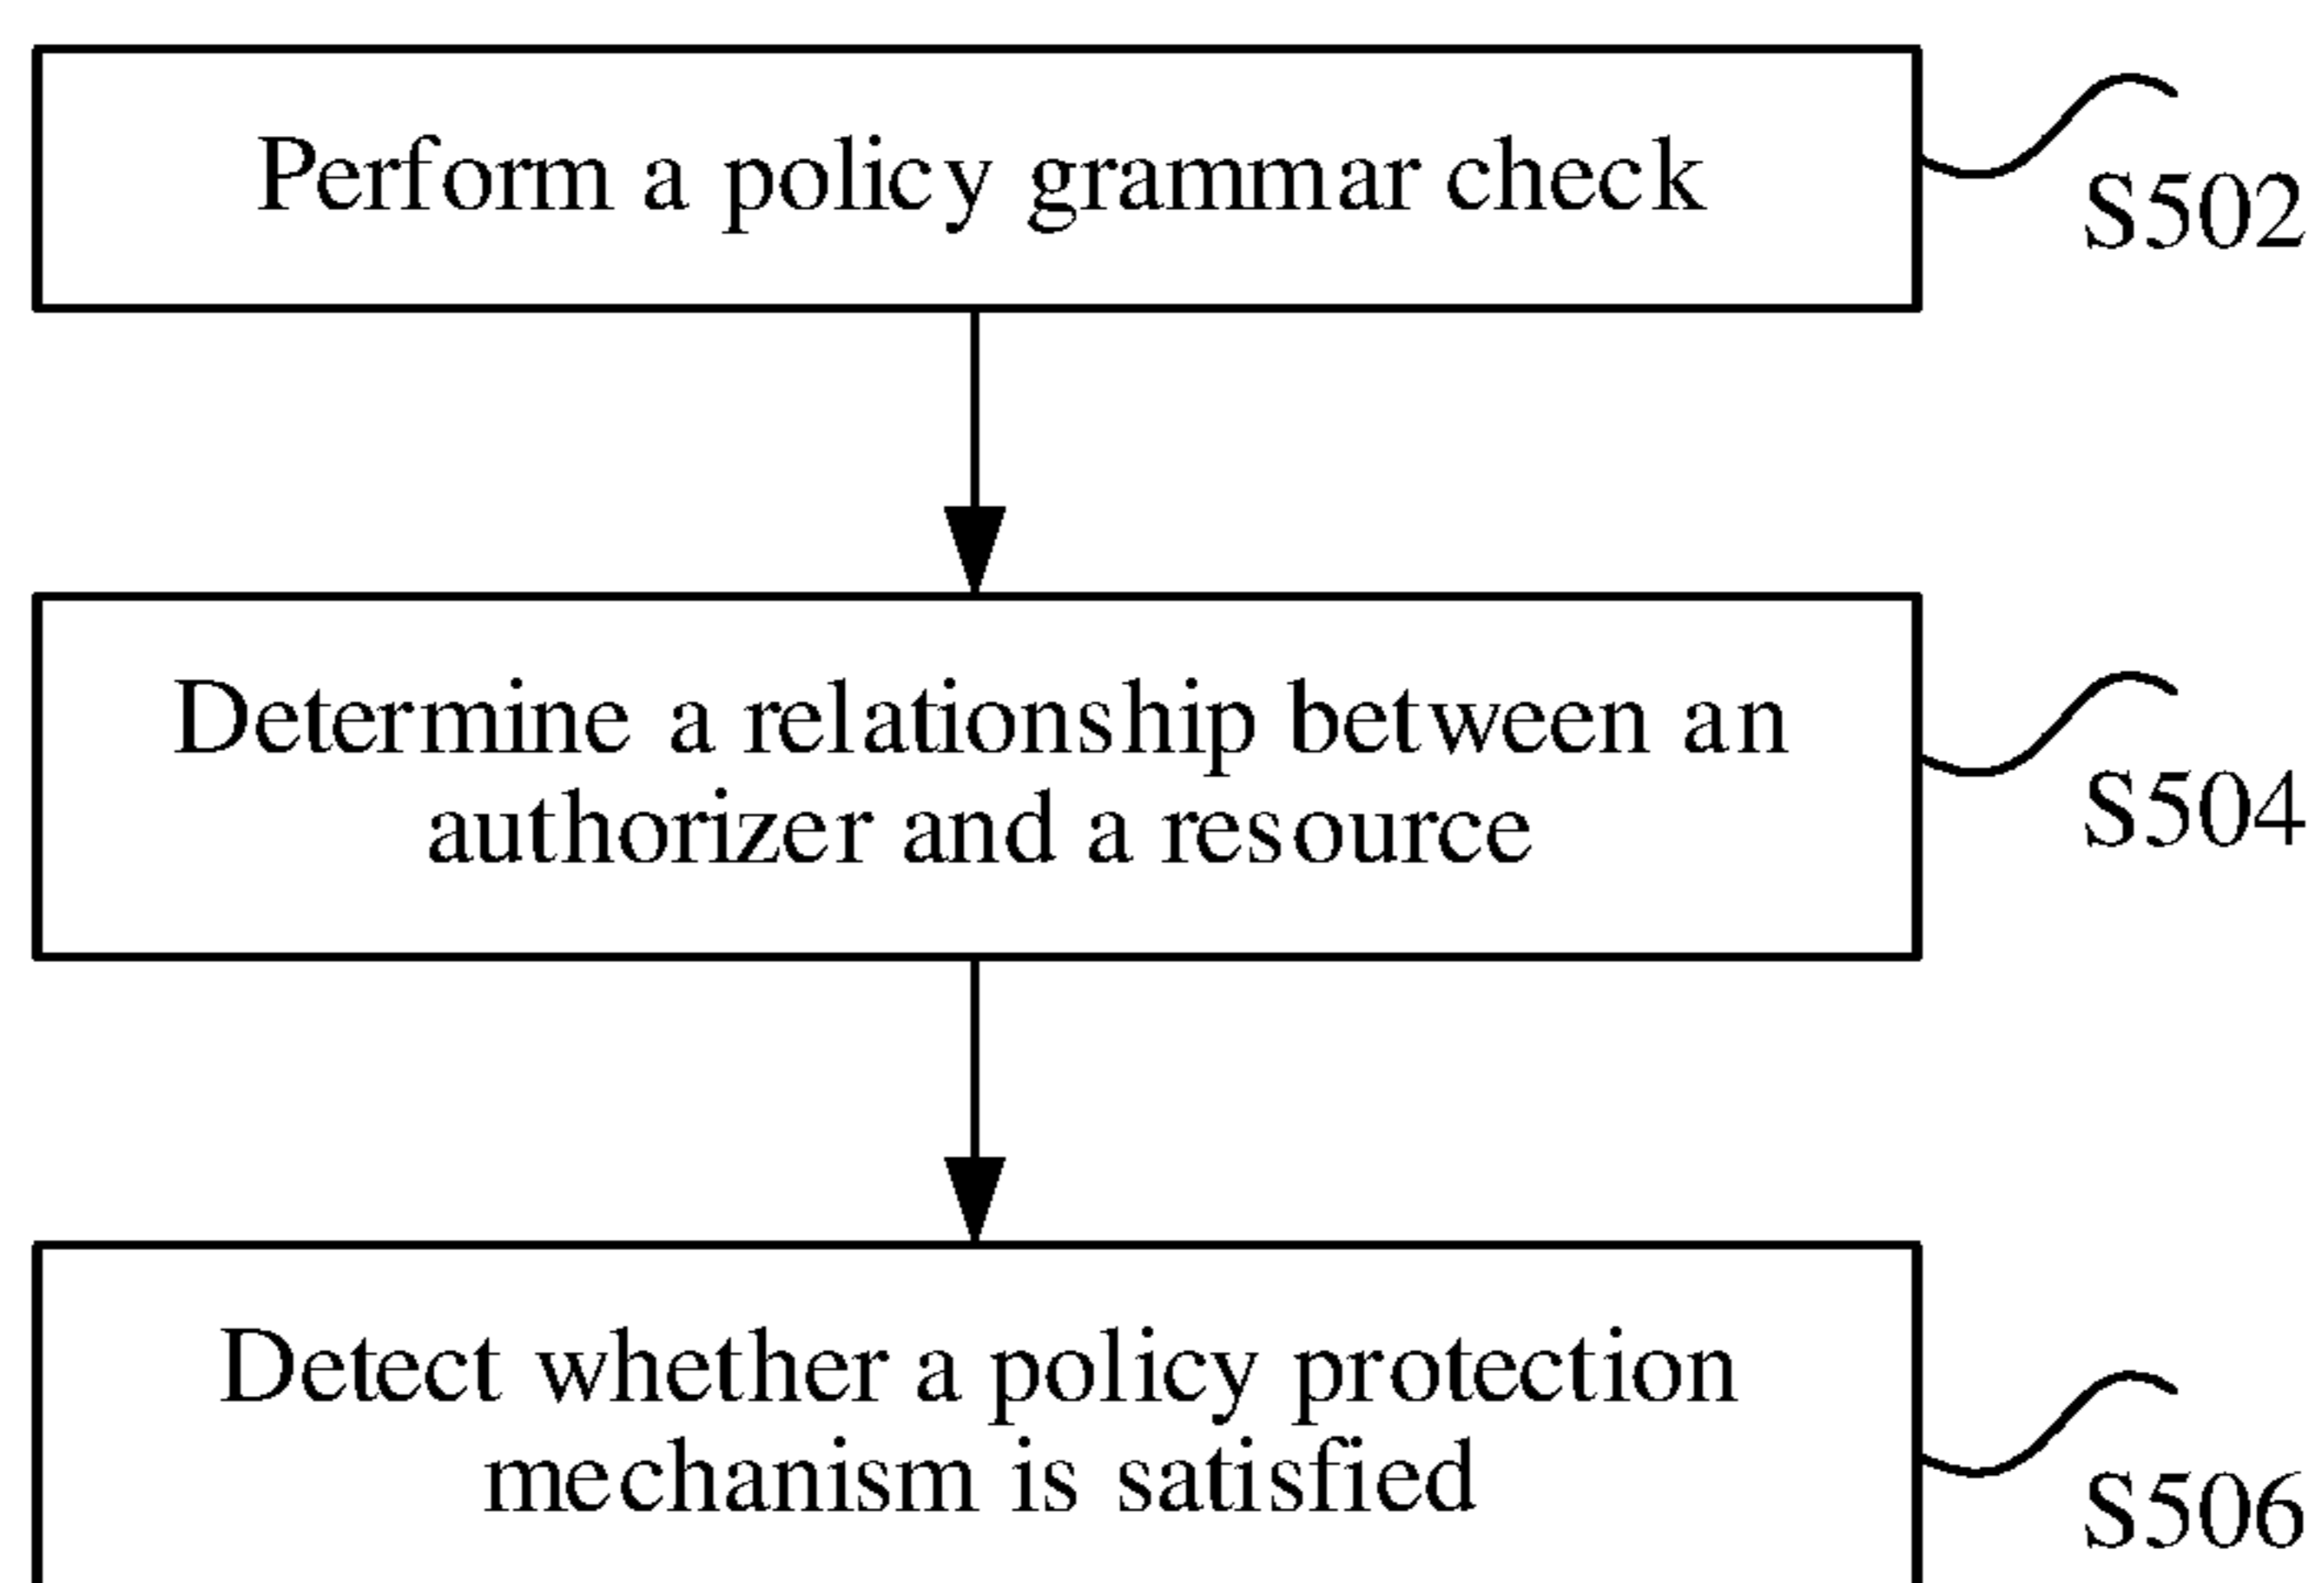 Perform a policy grammar check
S502
Determine a relationship between an
authorizer and a resource
S504
Detect whether a policy protection
mechanism is satisfied
S506